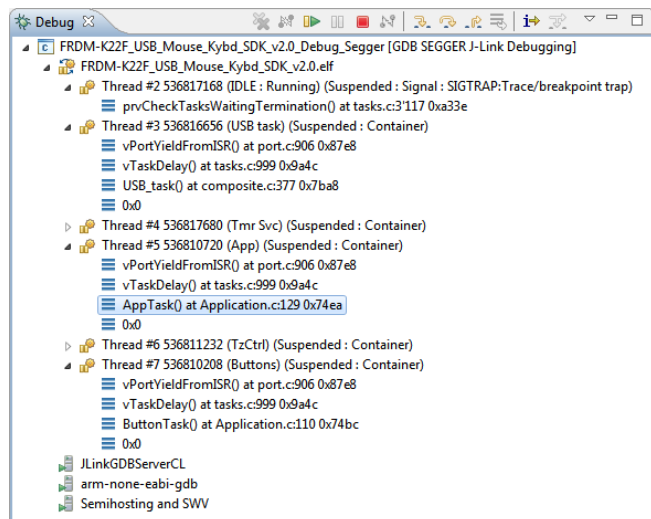 Debug
FRDM-K22F_USB_Mouse_Kybd_SDK_v2.0_Debug_Segger [GDB SEGGER J-Link Debugging]
FRDM-K22F_USB_Mouse_Kybd_SDK_v2.0.elf
Thread #2 536817168 (IDLE : Running) (Suspended : Signal : SIGTRAP:Trace/breakpoint trap)
prvCheckTasksWaitingTermination() at tasks.c:3'117 0xa33e
Thread #3 536816656 (USB task) (Suspended : Container)
vPortYieldFromISR() at port.c:906 0x87e8
vTaskDelay() at tasks.c:999 0x9a4c
USB_task() at composite.c:377 0x7ba8
0x0
Thread #4 536817680 (Tmr Svc) (Suspended : Container)
Thread #5 536810720 (App) (Suspended : Container)
vPortYieldFromISR() at port.c:906 0x87e8
vTaskDelay() at tasks.c:999 0x9a4c
AppTask() at Application.c:129 0x74ea
0x0
Thread #6 536811232 (TzCtrl) (Suspended : Container)
Thread #7 536810208 (Buttons) (Suspended : Container)
vPortYieldFromISR() at port.c:906 0x87e8
vTaskDelay() at tasks.c:999 0x9a4c
ButtonTask() at Application.c:110 0x74bc
0x0
JLinkGDBServerCL
arm-none-eabi-gdb
Semihosting and SWV